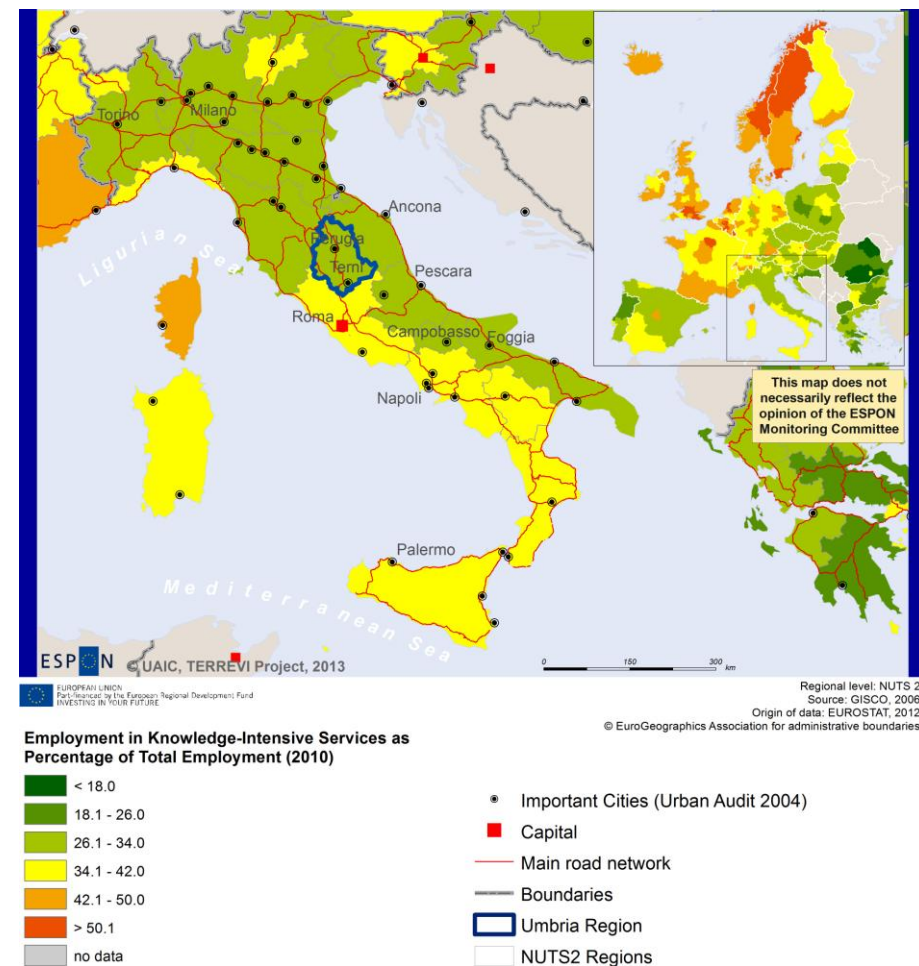 Torino
Milano
Ancona
Ligurian Sea
Perugia
Terni
Pescara
Roma
Campobasso
Foggia
Napoli
This map does not
necessarily reflect the
opinion of the ESPON
Monitoring Committee
Palermo
Mediterranean Sea
ESPON
© UAIC, TERREVI Project, 2013
0 150 300
km
EUROPEAN UNION
Part-financed by the European Regional Development Fund
INVESTING IN YOUR FUTURE
Regional level: NUTS 2
Source: GISCO, 2006
Origin of data: EUROSTAT, 2012
© EuroGeographics Association for administrative boundaries
Employment in Knowledge-Intensive Services as
Percentage of Total Employment (2010)
< 18.0
18.1 - 26.0
26.1 - 34.0
34.1 - 42.0
42.1 - 50.0
> 50.1
no data
Important Cities (Urban Audit 2004)
Capital
Main road network
Boundaries
Umbria Region
NUTS2 Regions